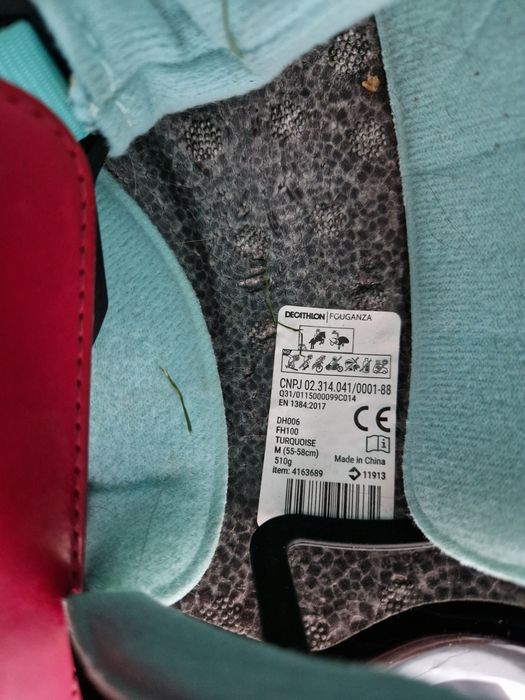 DECATHLON | FOUGANZA
CNPJ 02.314.041/0001-88
Q31/0115000099C014
EN 1384:2017
CE
DH006
FH100
TURQUOISE
M (55-58cm)
510g
Made in China
item: 4163689
11913